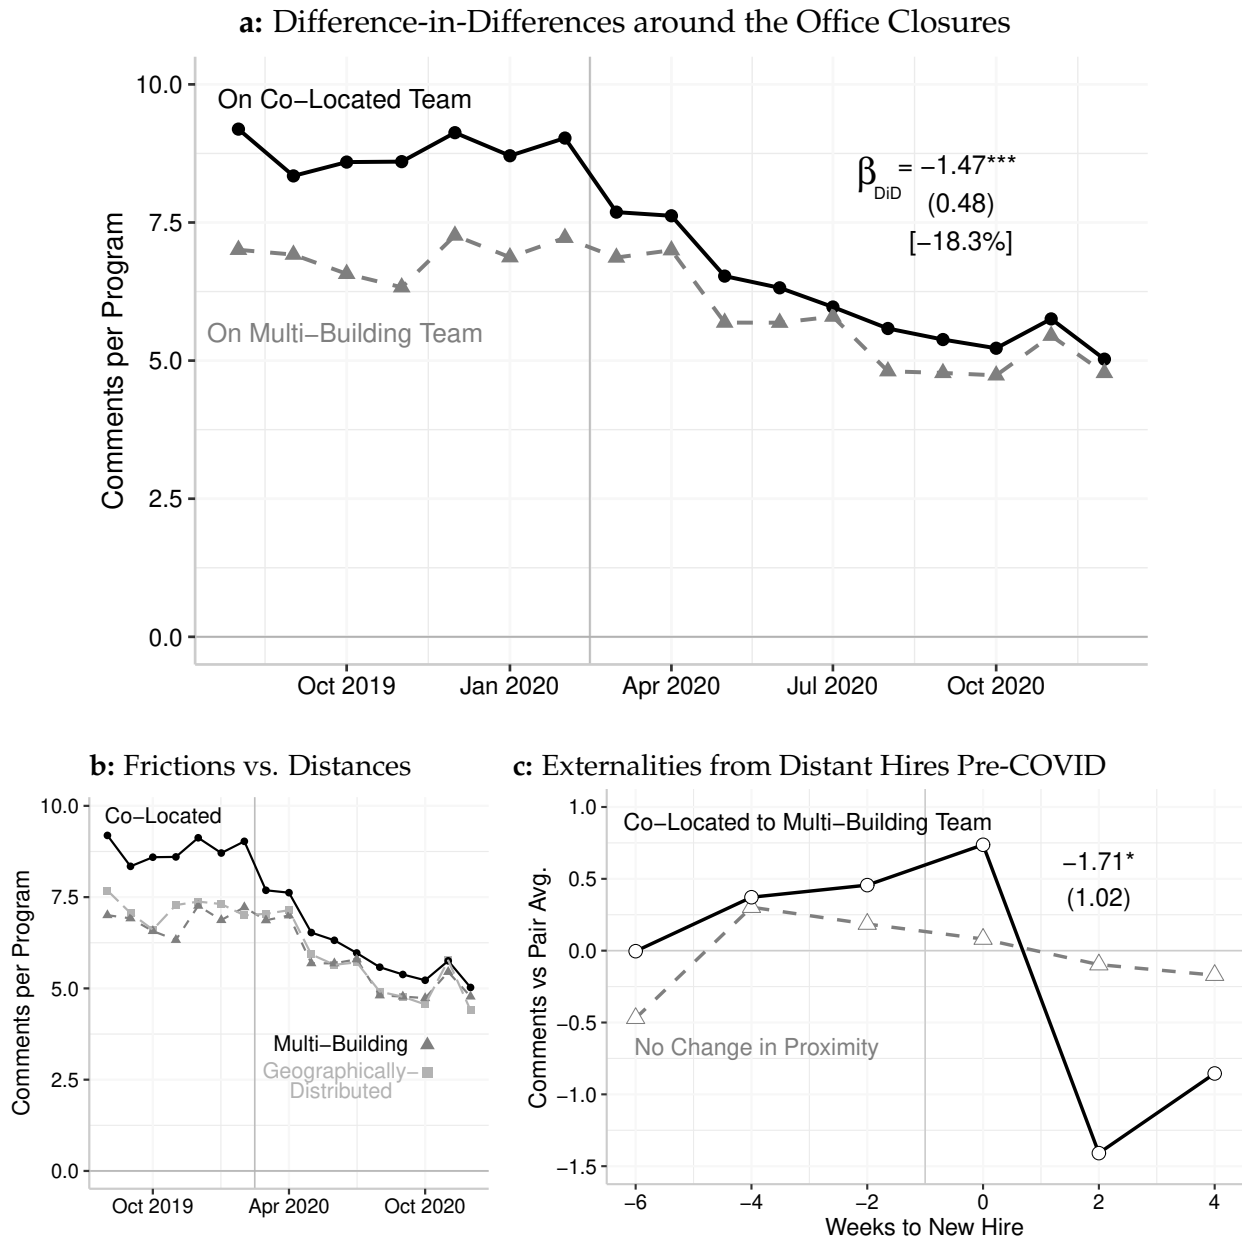 a: Difference-in-Differences around the Office Closures
Comments per Program
10.0
7.5
5.0
2.5
0.0
On Co−Located Team
On Multi−Building Team
β DiD = −1.47***
(0.48)
[−18.3%]
Oct 2019
Jan 2020
Apr 2020
Jul 2020
Oct 2020
b: Frictions vs. Distances
Comments per Program
10.0
7.5
5.0
2.5
0.0
Co−Located
Multi−Building
Geographically−
Distributed
Oct 2019
Apr 2020
Oct 2020
c: Externalities from Distant Hires Pre-COVID
Comments vs Pair Avg.
1.0
0.5
0.0
−0.5
−1.0
−1.5
Co−Located to Multi−Building Team
−1.71*
(1.02)
No Change in Proximity
−6
−4
−2
0
2
4
Weeks to New Hire